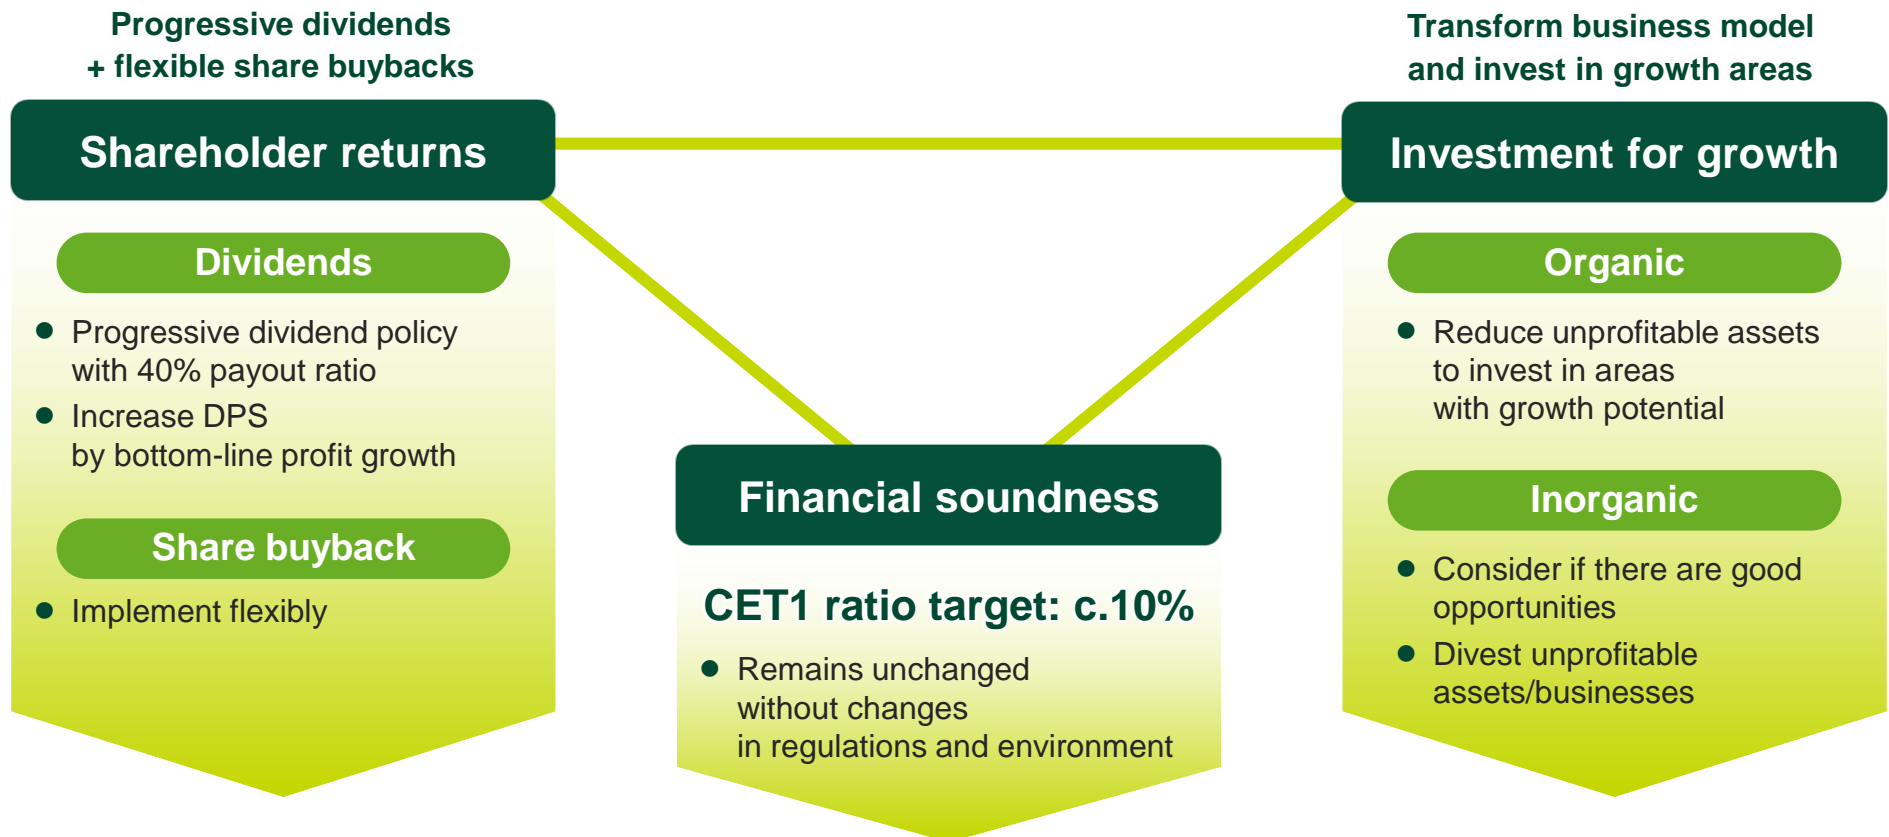 Progressive dividends
+ flexible share buybacks
Shareholder returns
Dividends
● Progressive dividend policy
with 40% payout ratio
● Increase DPS
by bottom-line profit growth
Share buyback
● Implement flexibly
Financial soundness
CET1 ratio target: c.10%
● Remains unchanged
without changes
in regulations and environment
Transform business model
and invest in growth areas
Investment for growth
Organic
● Reduce unprofitable assets
to invest in areas
with growth potential
Inorganic
● Consider if there are good
opportunities
● Divest unprofitable
assets/businesses